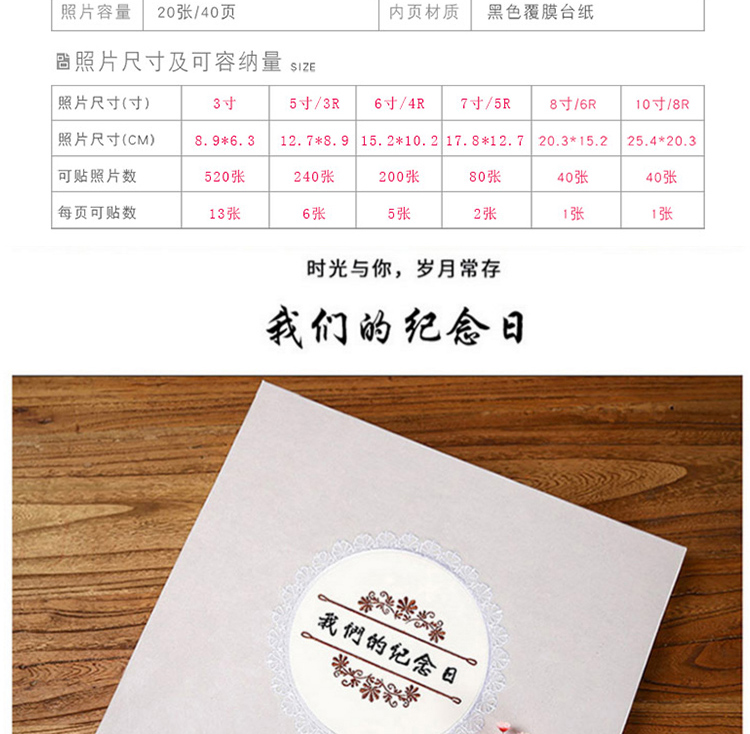 照片容量 20张/40页 内页材质 黑色覆膜台纸
照片尺寸及可容纳量 SIZE
照片尺寸(寸) 3寸 5寸/3R 6寸/4R 7寸/5R 8寸/6R 10寸/8R
照片尺寸(CM) 8.9*6.3 12.7*8.9 15.2*10.2 17.8*12.7 20.3*15.2 25.4*20.3
可贴照片数 520张 240张 200张 80张 40张 40张
每页可贴数 13张 6张 5张 2张 1张 1张
时光与你，岁月常存
我们的纪念日
我們的纪念日